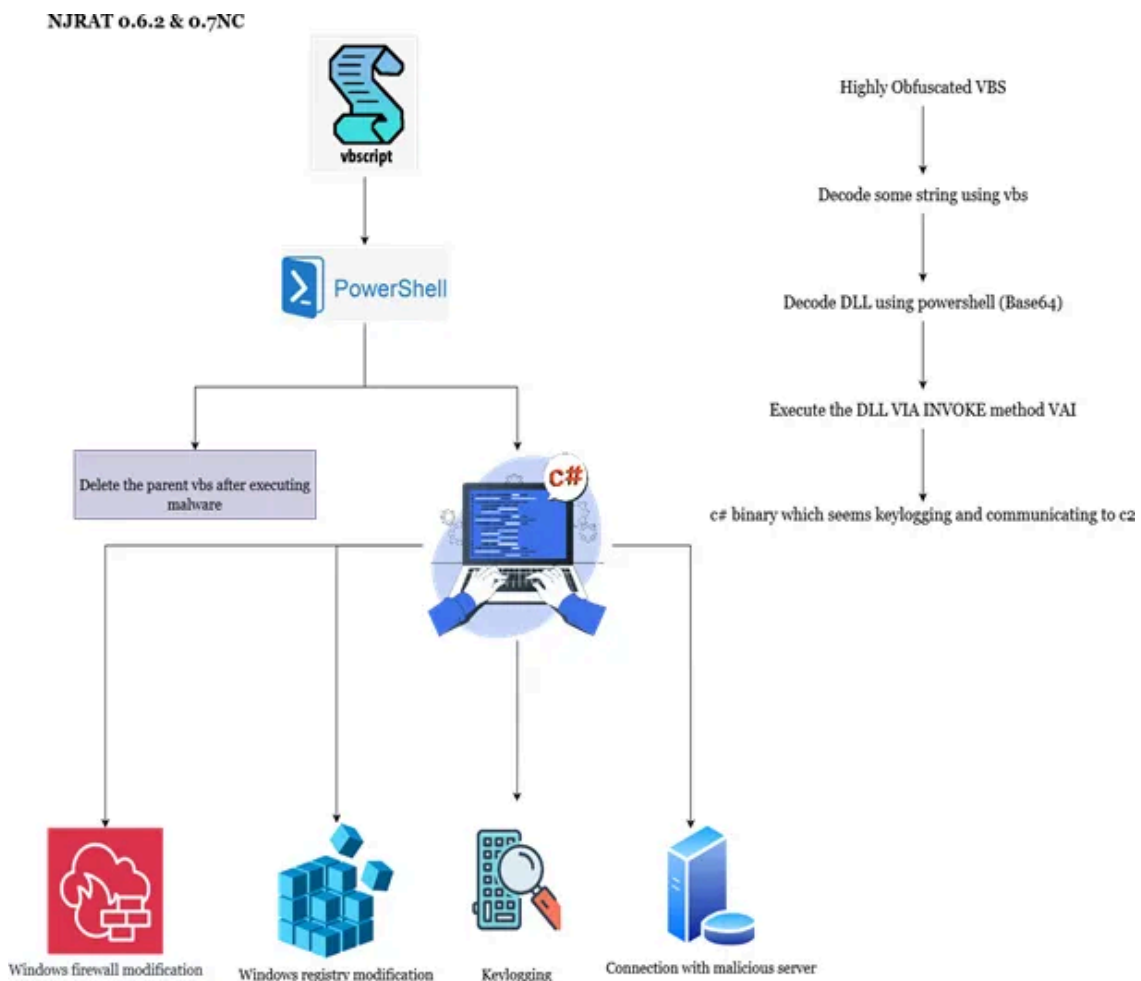 NJRAT 0.6.2 & 0.7NC
vbscript
PowerShell
Delete the parent vbs after executing
malware
c#
Windows firewall modification
Windows registry modification
Keylogging
Connection with malicious server
Highly Obfuscated VBS
Decode some string using vbs
Decode DLL using powershell (Base64)
Execute the DLL VIA INVOKE method VAI
c# binary which seems keylogging and communicating to c2